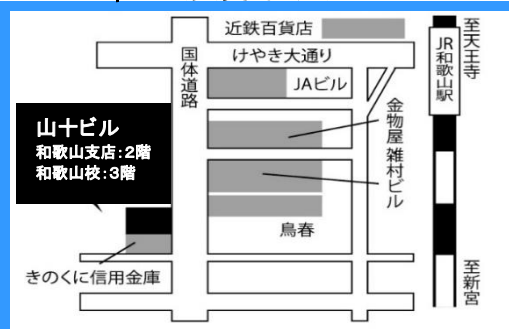 近鉄百貨店
けやき大通り
国体道路
JAビル
JR和歌山駅
至天王寺
山十ビル
和歌山支店:2階
和歌山校:3階
金物屋
雑村ビル
鳥春
きのくに信用金庫
至新宮